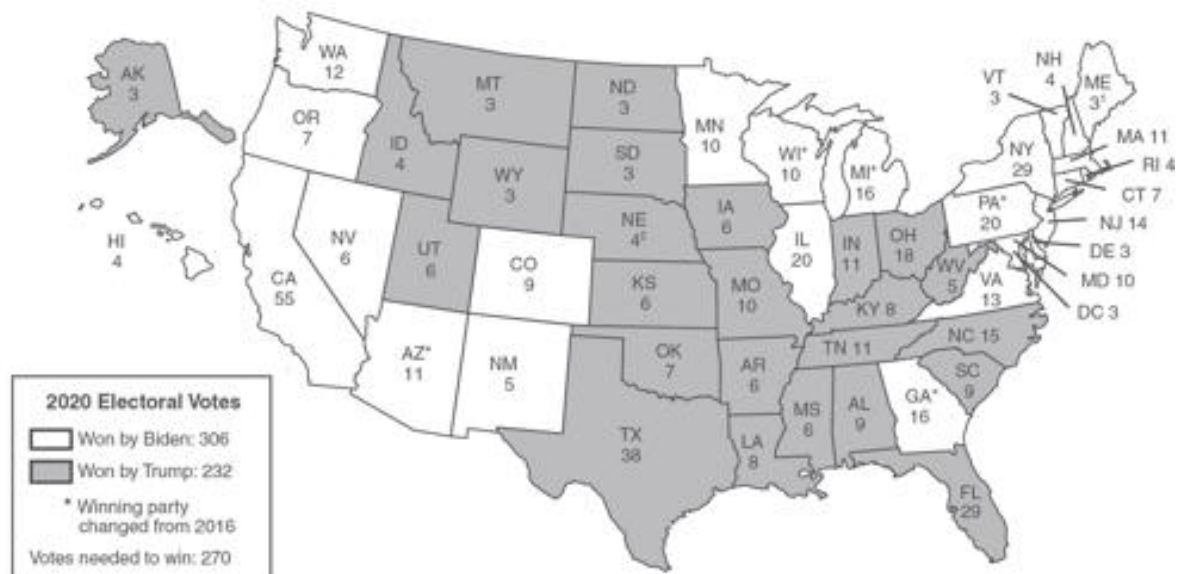 WA
12
OR
7
CA
55
NV
6
ID
4
MT
3
WY
3
UT
6
CO
9
AZ*
11
NM
5
ND
3
SD
3
NE
4
KS
6
OK
7
TX
38
MN
10
IA
6
MO
10
AR
6
LA
8
WI*
10
IL
20
MI*
16
IN
11
OH
18
KY 8
TN 11
MS
6
AL
9
GA*
16
FL
29
SC
9
NC 15
VA
13
WV
5
PA*
20
NY
29
VT
3
NH
4
ME
3
MA 11
RI 4
CT 7
NJ 14
DE 3
MD 10
DC 3
AK
3
HI
4
2020 Electoral Votes
Won by Biden: 306
Won by Trump: 232
* Winning party
changed from 2016
Votes needed to win: 270